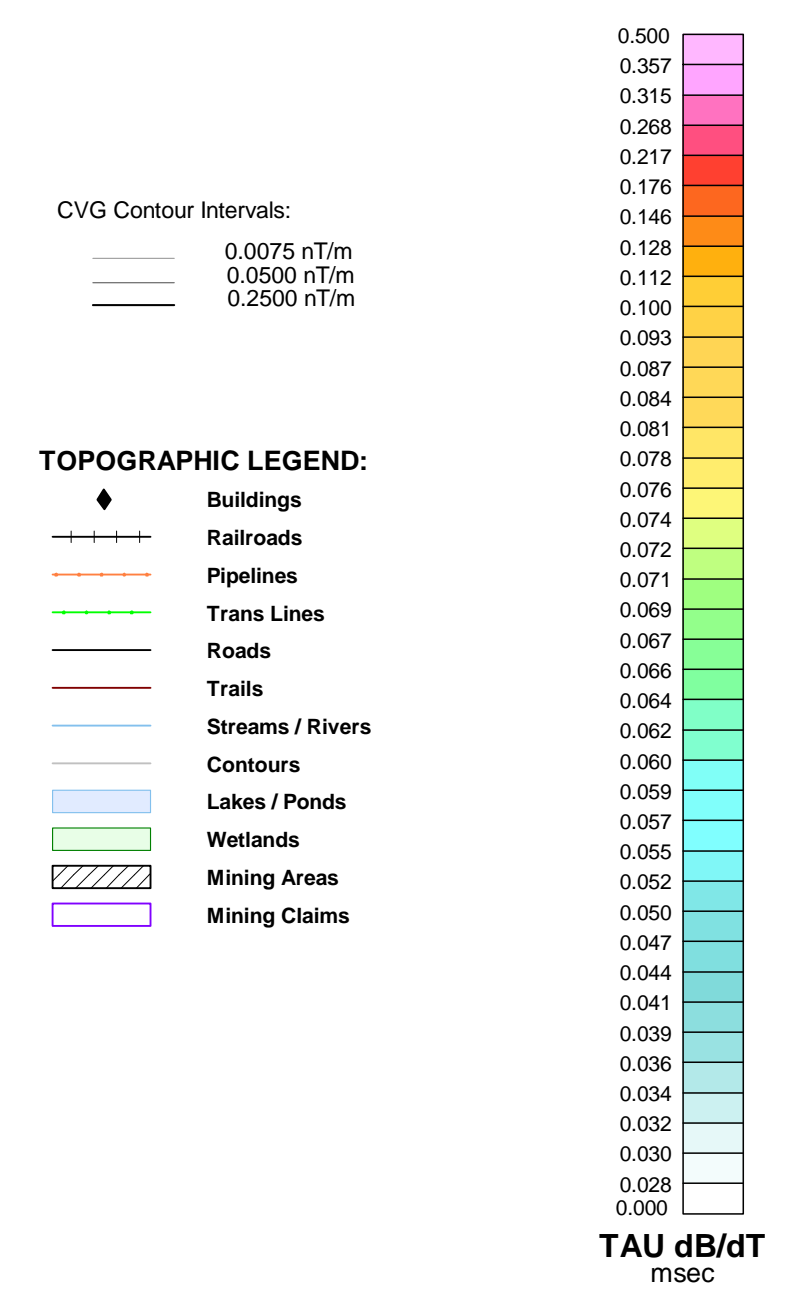 CVG Contour Intervals:
0.0075 nT/m
0.0500 nT/m
0.2500 nT/m
TOPOGRAPHIC LEGEND:
Buildings
Railroads
Pipelines
Trans Lines
Roads
Trails
Streams / Rivers
Contours
Lakes / Ponds
Wetlands
Mining Areas
Mining Claims
0.500
0.357
0.315
0.268
0.217
0.176
0.146
0.128
0.112
0.100
0.093
0.087
0.084
0.081
0.078
0.076
0.074
0.072
0.071
0.069
0.067
0.066
0.064
0.062
0.060
0.059
0.057
0.055
0.052
0.050
0.047
0.044
0.041
0.039
0.036
0.034
0.032
0.030
0.028
0.000
TAU dB/dT
msec